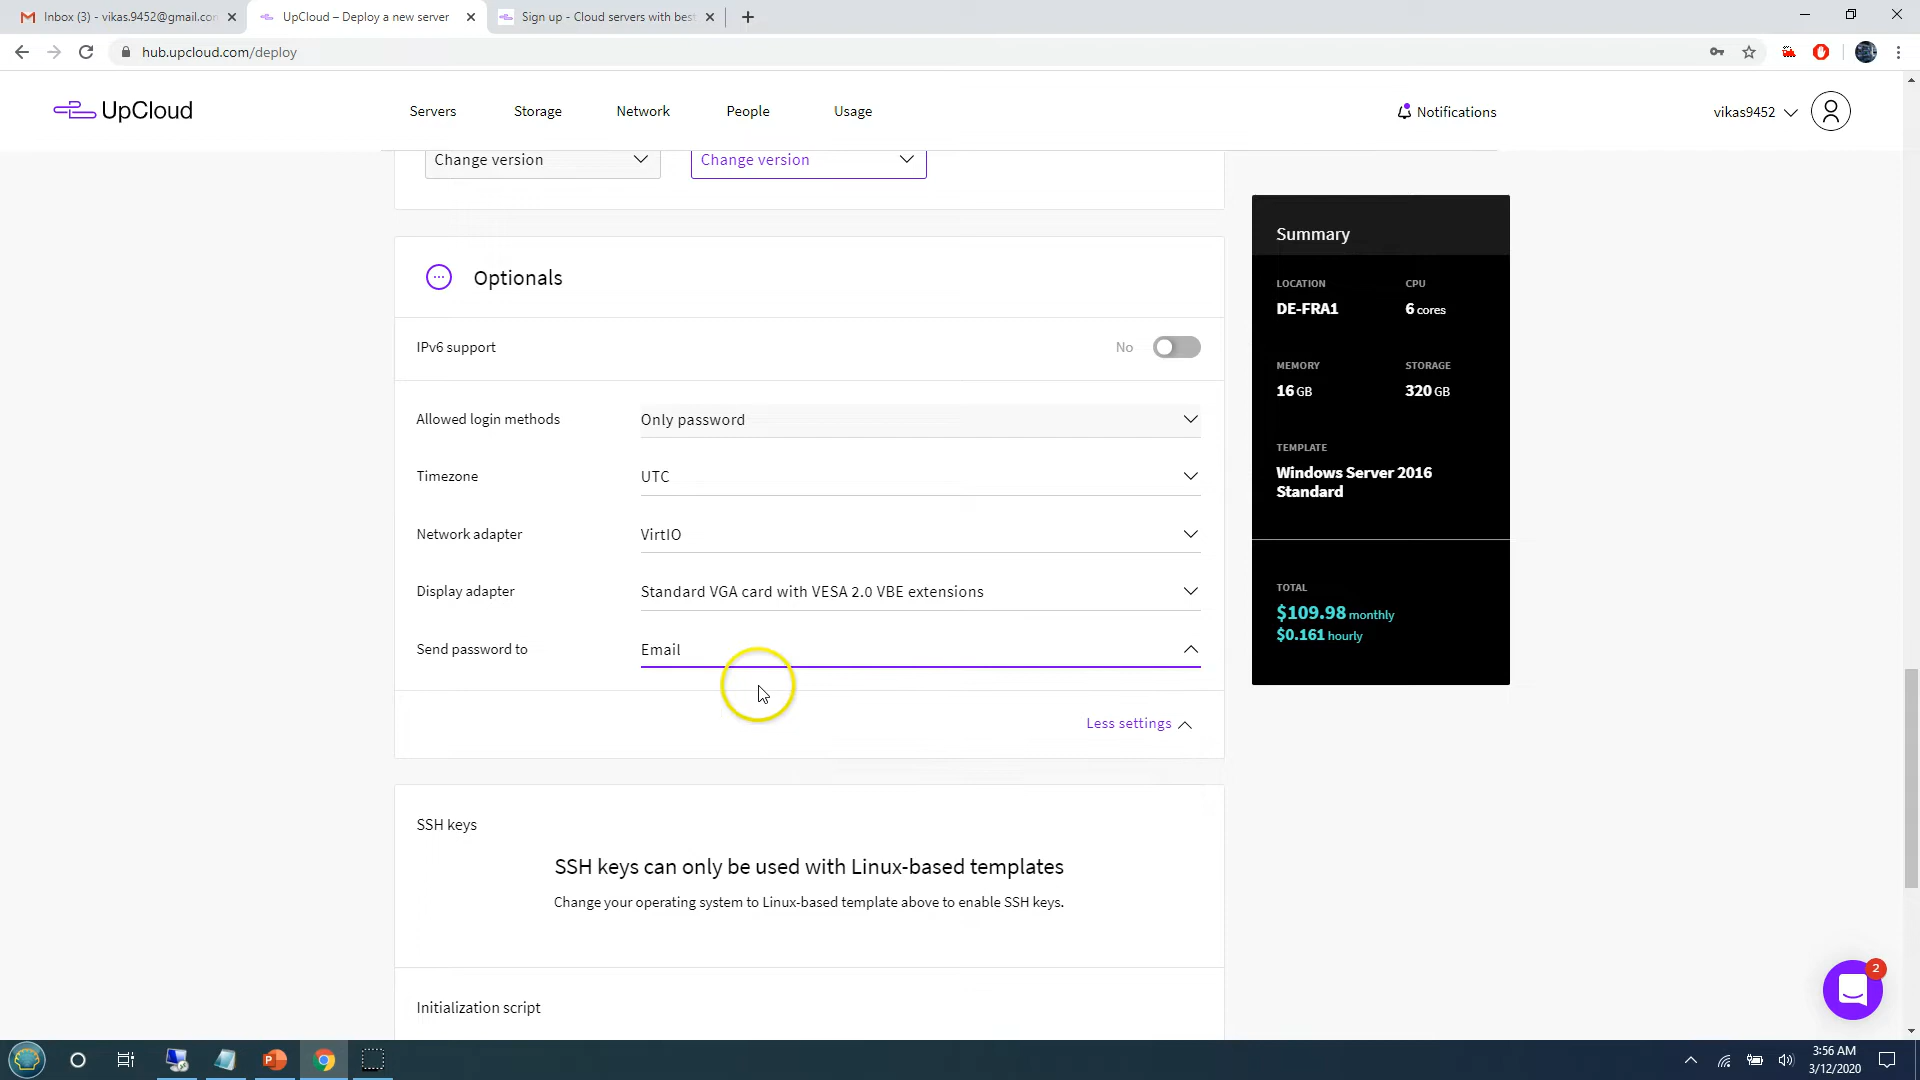 Inbox (3) - vikas.9452@gmail.con
UpCloud – Deploy a new server
Sign up - Cloud servers with bes
hub.upcloud.com/deploy
UpCloud
Servers
Storage
Network
People
Usage
Notifications
vikas9452
Change version
Change version
Optionals
IPv6 support
No
Allowed login methods
Only password
Timezone
UTC
Network adapter
VirtIO
Display adapter
Standard VGA card with VESA 2.0 VBE extensions
Send password to
Email
Less settings
Summary
LOCATION
CPU
DE-FRA1
6 cores
MEMORY
STORAGE
16 GB
320 GB
TEMPLATE
Windows Server 2016
Standard
TOTAL
$109.98 monthly
$0.161 hourly
SSH keys
SSH keys can only be used with Linux-based templates
Change your operating system to Linux-based template above to enable SSH keys.
Initialization script
2
3:56 AM
3/12/2020